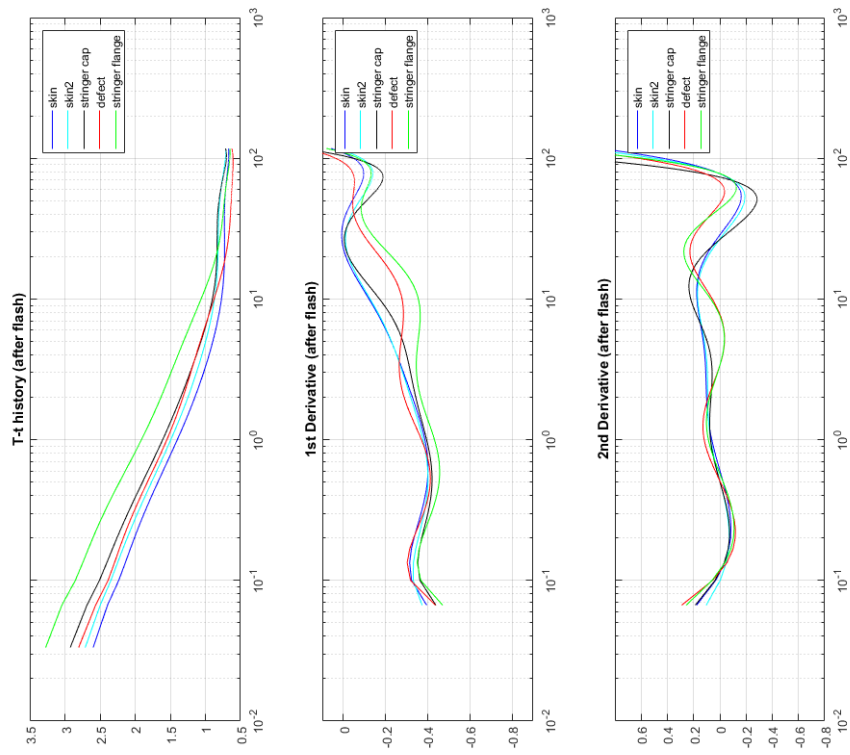 T-t history (after flash)
3.5
3
2.5
2
1.5
1
0.5
10^-2
10^-1
10^0
10^1
10^2
10^3
skin
skin2
stringer cap
defect
stringer flange
1st Derivative (after flash)
0
-0.2
-0.4
-0.6
-0.8
10^-2
10^-1
10^0
10^1
10^2
10^3
skin
skin2
stringer cap
defect
stringer flange
2nd Derivative (after flash)
0.6
0.4
0.2
0
-0.2
-0.4
-0.6
-0.8
10^-2
10^-1
10^0
10^1
10^2
10^3
skin
skin2
stringer cap
defect
stringer flange